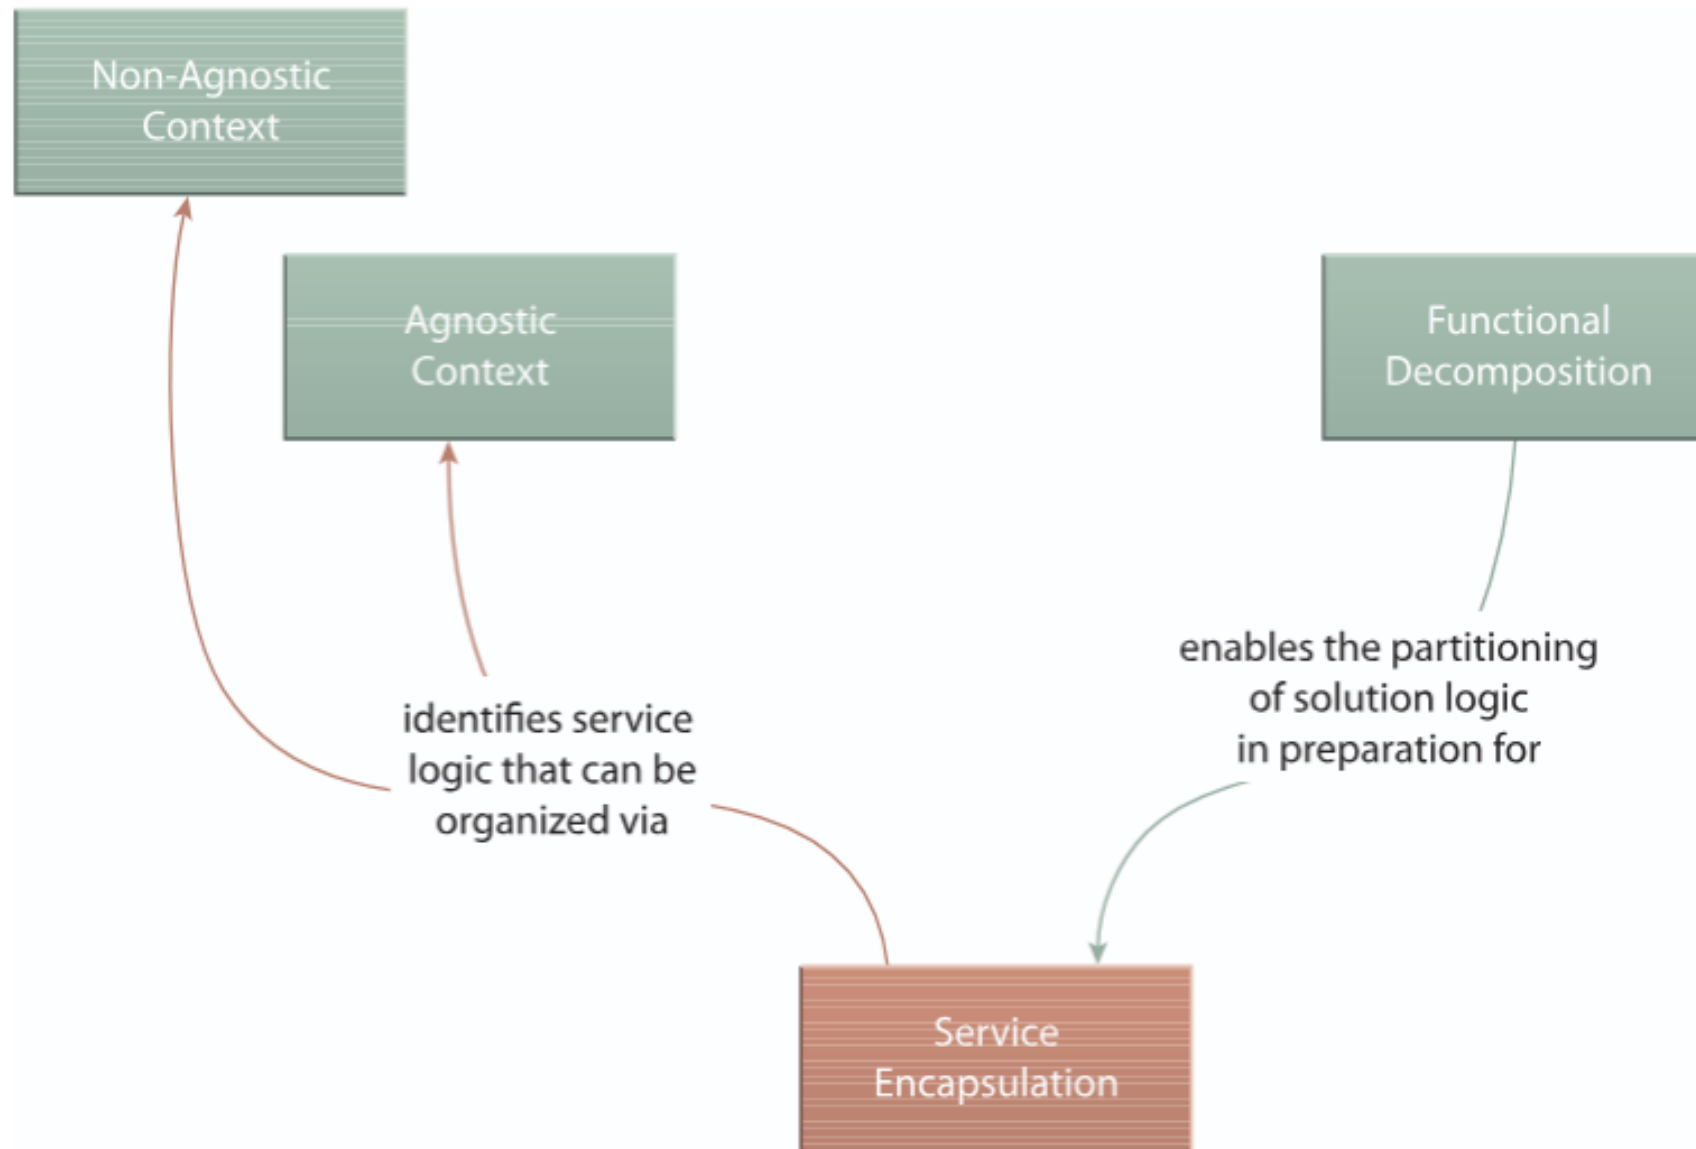 Non-Agnostic
Context
Agnostic
Context
Functional
Decomposition
identifies service
logic that can be
organized via
enables the partitioning
of solution logic
in preparation for
Service
Encapsulation